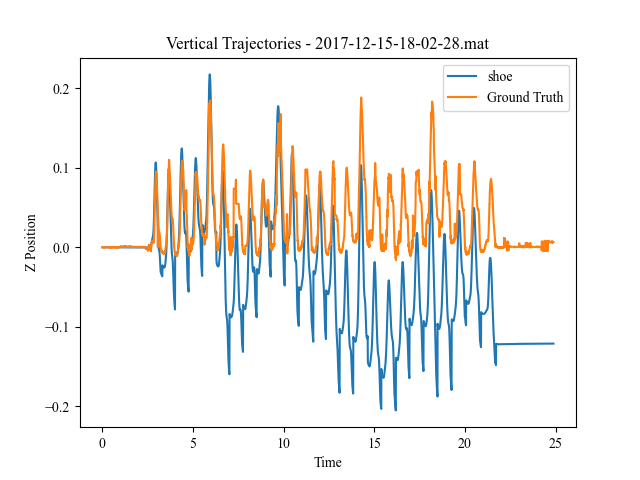 Vertical Trajectories - 2017-12-15-18-02-28.mat
shoe
Ground Truth
0.2
0.1
0.0
−0.1
−0.2
Z Position
0 5 10 15 20 25
Time